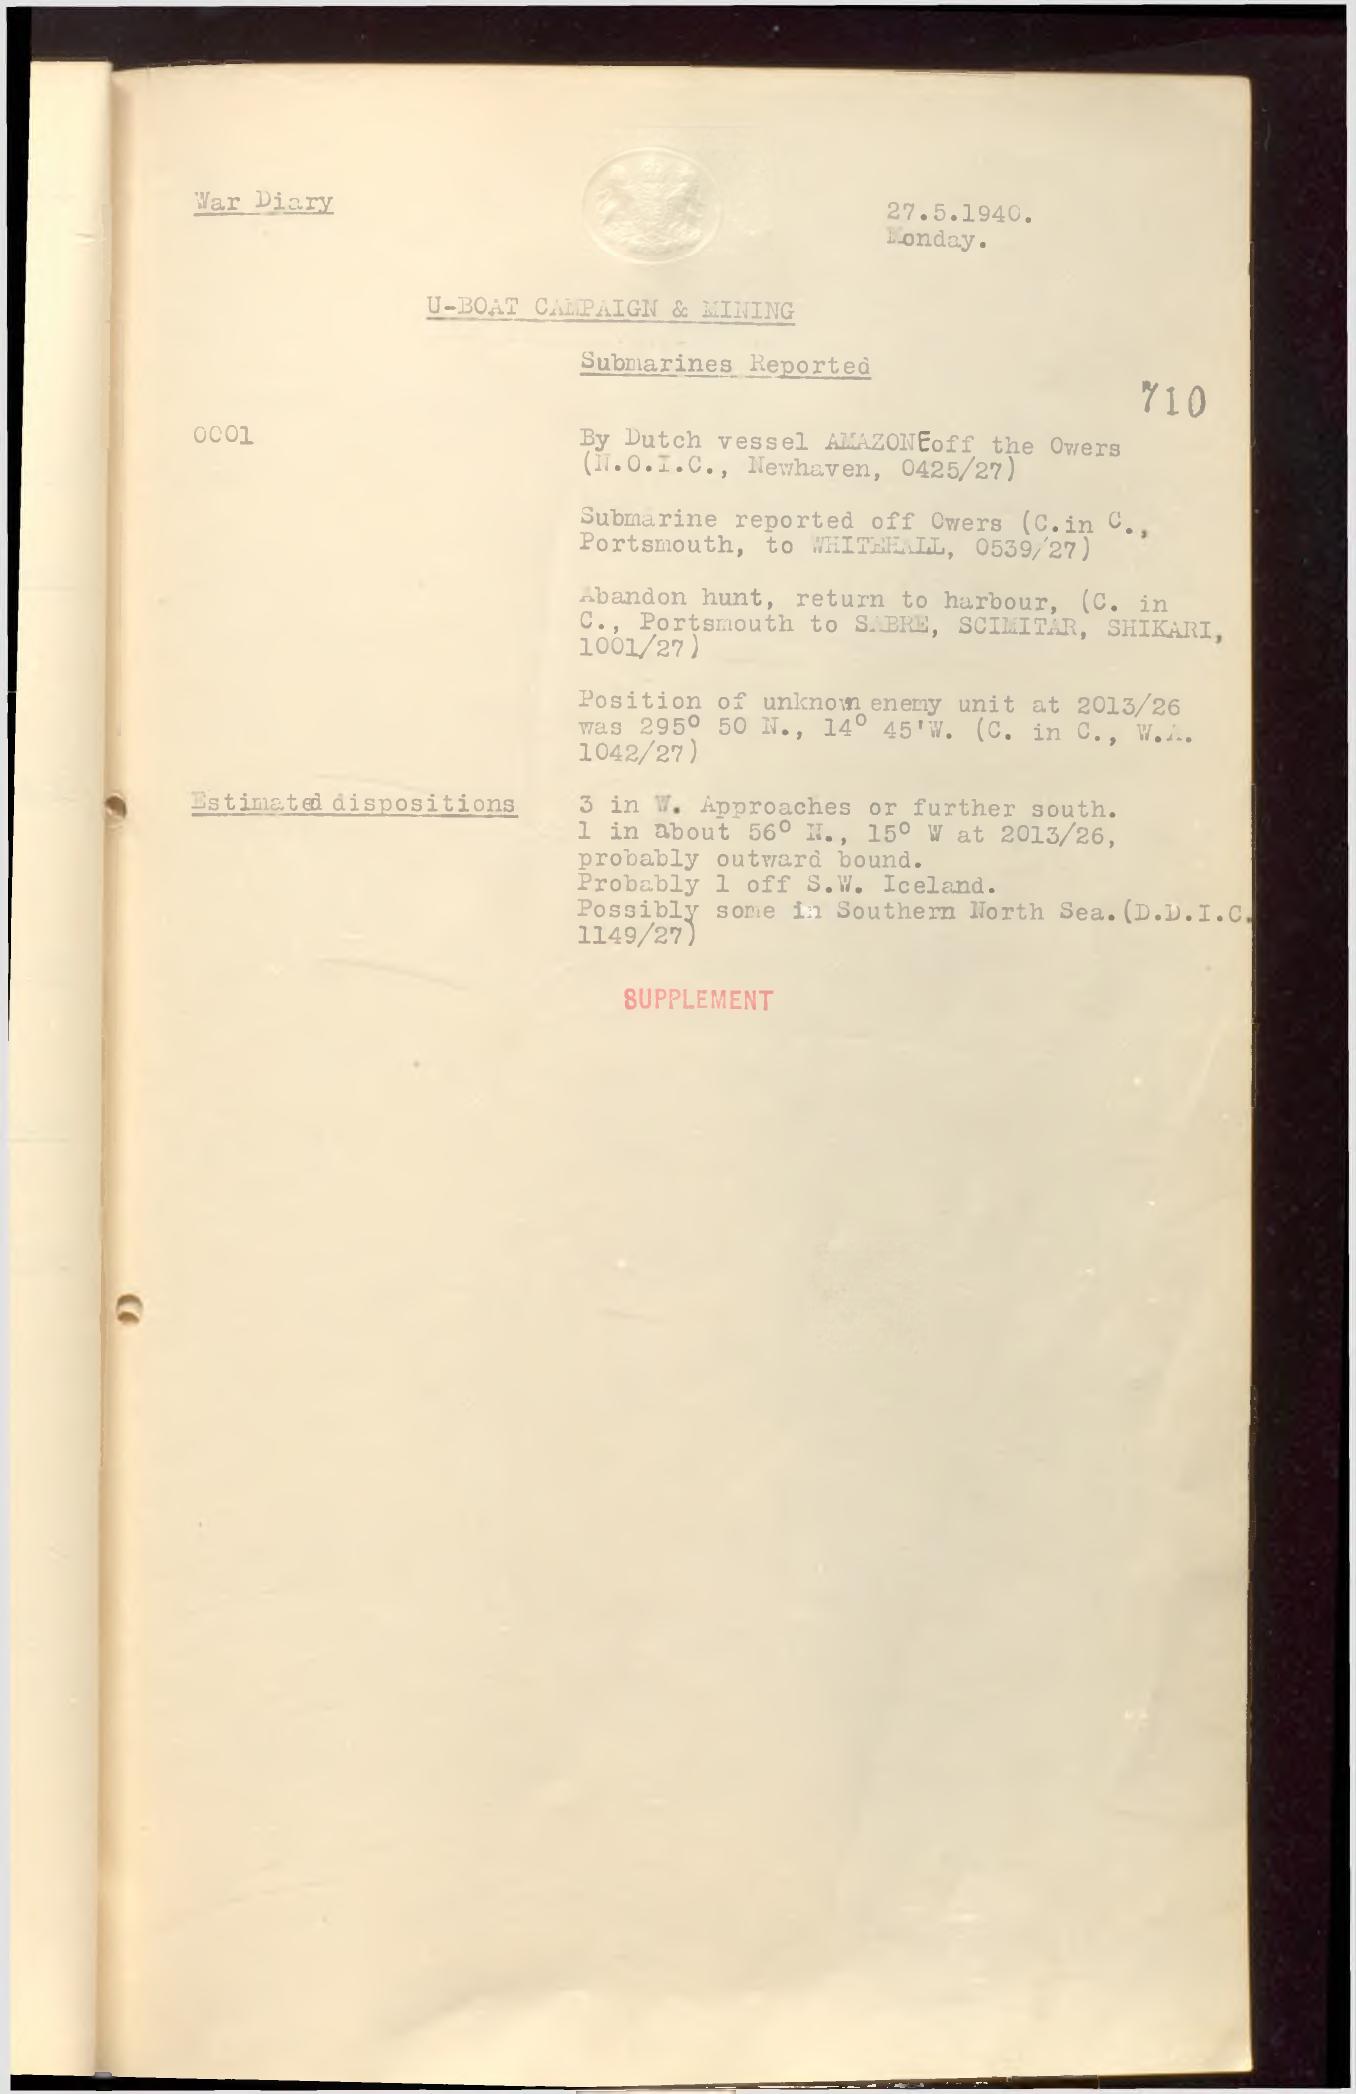 War Diary
27.5.1940.
Monday.
U-BOAT CAMPAIGN & MINING
Submarines Reported
710
0001
By Dutch vessel AMAZONE off the Owers
(N.O.I.C., Newhaven, 0425/27)
Submarine reported off Owers (C.in C.,
Portsmouth, to WHITEHALL, 0539/27)
Abandon hunt, return to harbour, (C. in
C., Portsmouth to SABRE, SCIMITAR, SHIKARI,
1001/27)
Position of unknown enemy unit at 2013/26
was 295° 50 N., 14° 45'W. (C. in C., W.A.
1042/27)
Estimated dispositions
3 in W. Approaches or further south.
1 in about 56° N., 15° W at 2013/26,
probably outward bound.
Probably 1 off S.W. Iceland.
Possibly some in Southern North Sea.(D.D.I.C.
1149/27)
SUPPLEMENT